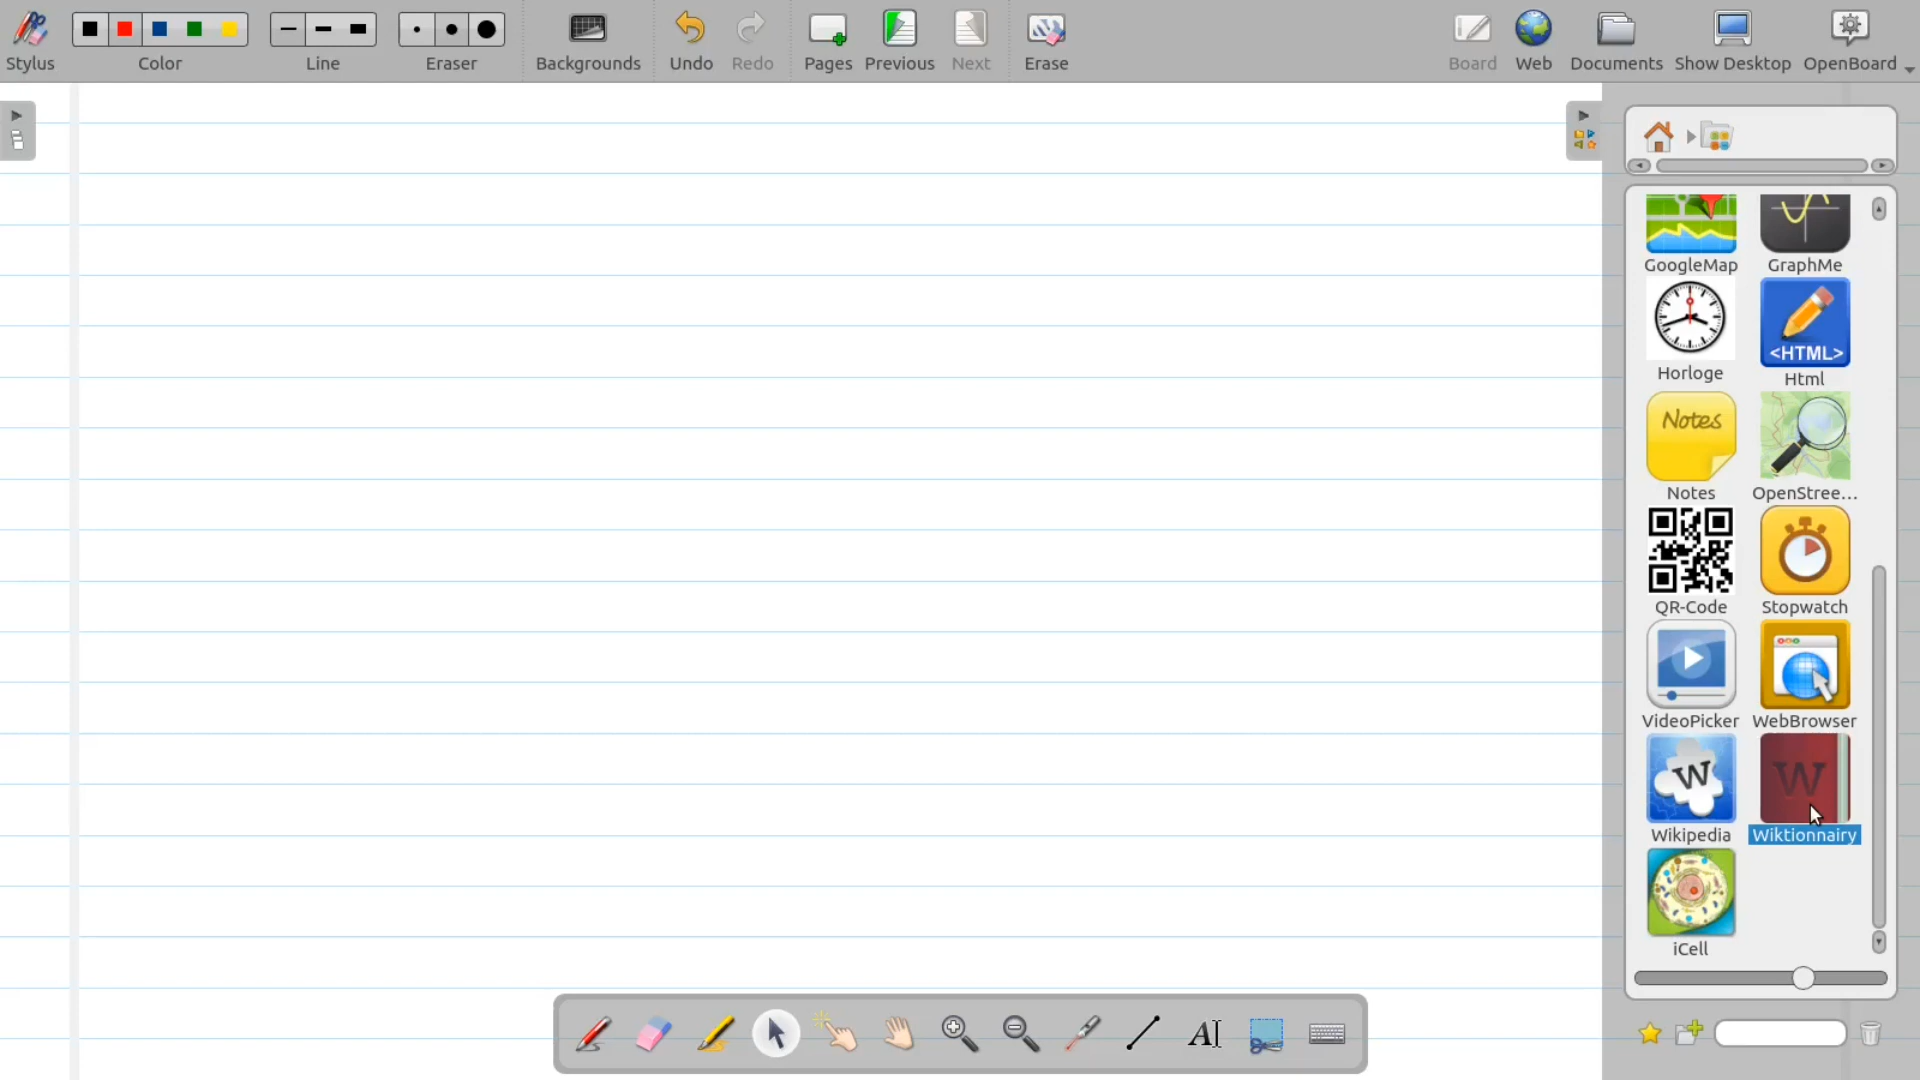 Stylus Color Line Eraser Backgrounds Undo Redo Pages Previous Next Erase Board Web Documents Show Desktop OpenBoard
GoogleMap GraphMe
<HTML>
Horloge Html
Notes
Notes OpenStree...
QR-Code Stopwatch
VideoPicker WebBrowser
W W
Wikipedia Wiktionnairy
iCell
AI